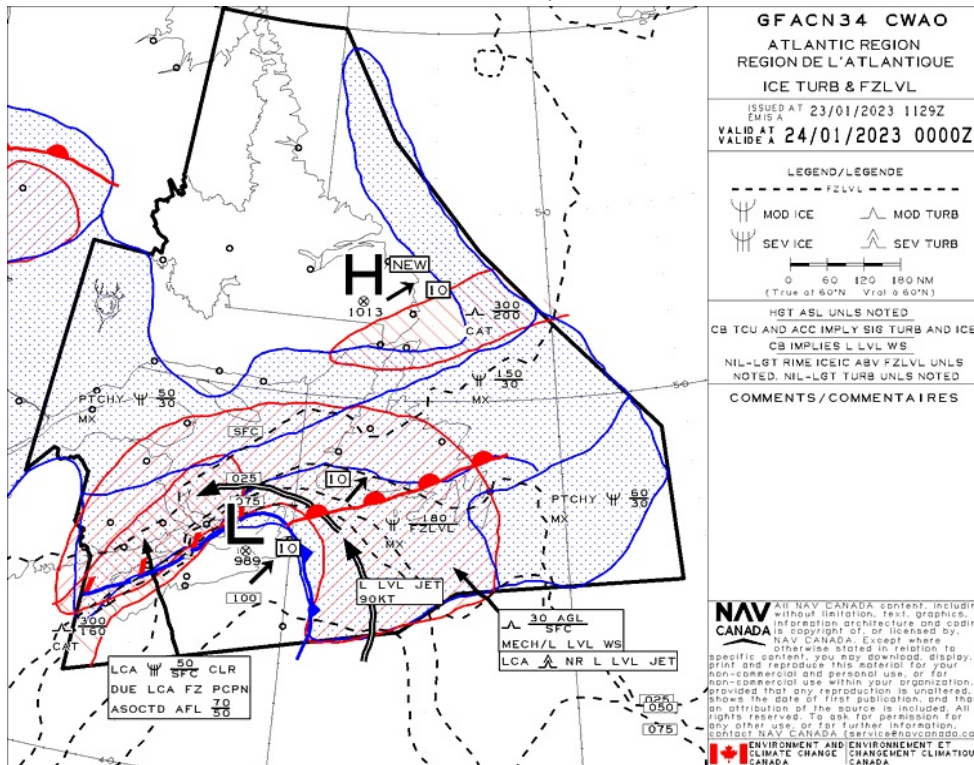 GFACN34 CWAO
ATLANTIC REGION
REGION DE L'ATLANTIQUE
ICE TURB & FZLVL
ISSUED AT
EMIS A
23/01/2023 1129Z
VALID AT
VALIDE A
24/01/2023 0000Z
LEGEND/LÉGENDE
FZLVL
MOD ICE
MOD TURB
SEV ICE
SEV TURB
0 60 120 180 NM
(True at 60°N Vrai a 60°N)
HGT ASL UNLS NOTED
CB TCU AND ACC IMPLY SIG TURB AND ICE
CB IMPLIES L LVL WS
NIL-LGT RIME ICEIC ABV FZLVL UNLS
NOTED. NIL-LGT TURB UNLS NOTED
COMMENTS/COMMENTAIRES
50
H
NEW
10
1013
300
200
CAT
150
30
MX
50
PTCHY 50
30
MX
SFC
025
075
10
L
989
10
180
FZLVL
MX
PTCHY 60
30
MX
L LVL JET
90KT
100
300
160
CAT
LCA 50 CLR
SFC
DUE LCA FZ PCPN
ASOCTD AFL 70
50
30 AGL
SFC
MECH/L LVL WS
LCA NR L LVL JET
025
050
075
40
NAV
CANADA
All NAV CANADA content, includin
without limitation, text, graphics,
information architecture and codin
is copyright of, or licensed by,
NAV CANADA. Except where
otherwise stated in relation to
specific content, you may download, display,
print and reproduce this material for your
non-commercial and personal use, or for
non-commercial use within your organization,
provided that any reproduction is unaltered,
shows the date of first publication, and tha
an attribution of the source is included. All
rights reserved. To ask for permission for
any other use, or for further information,
contact NAV CANADA (service@navcanada.ca
ENVIRONMENT AND
CLIMATE CHANGE
CANADA
ENVIRONNEMENT ET
CHANGEMENT CLIMATIQU
CANADA